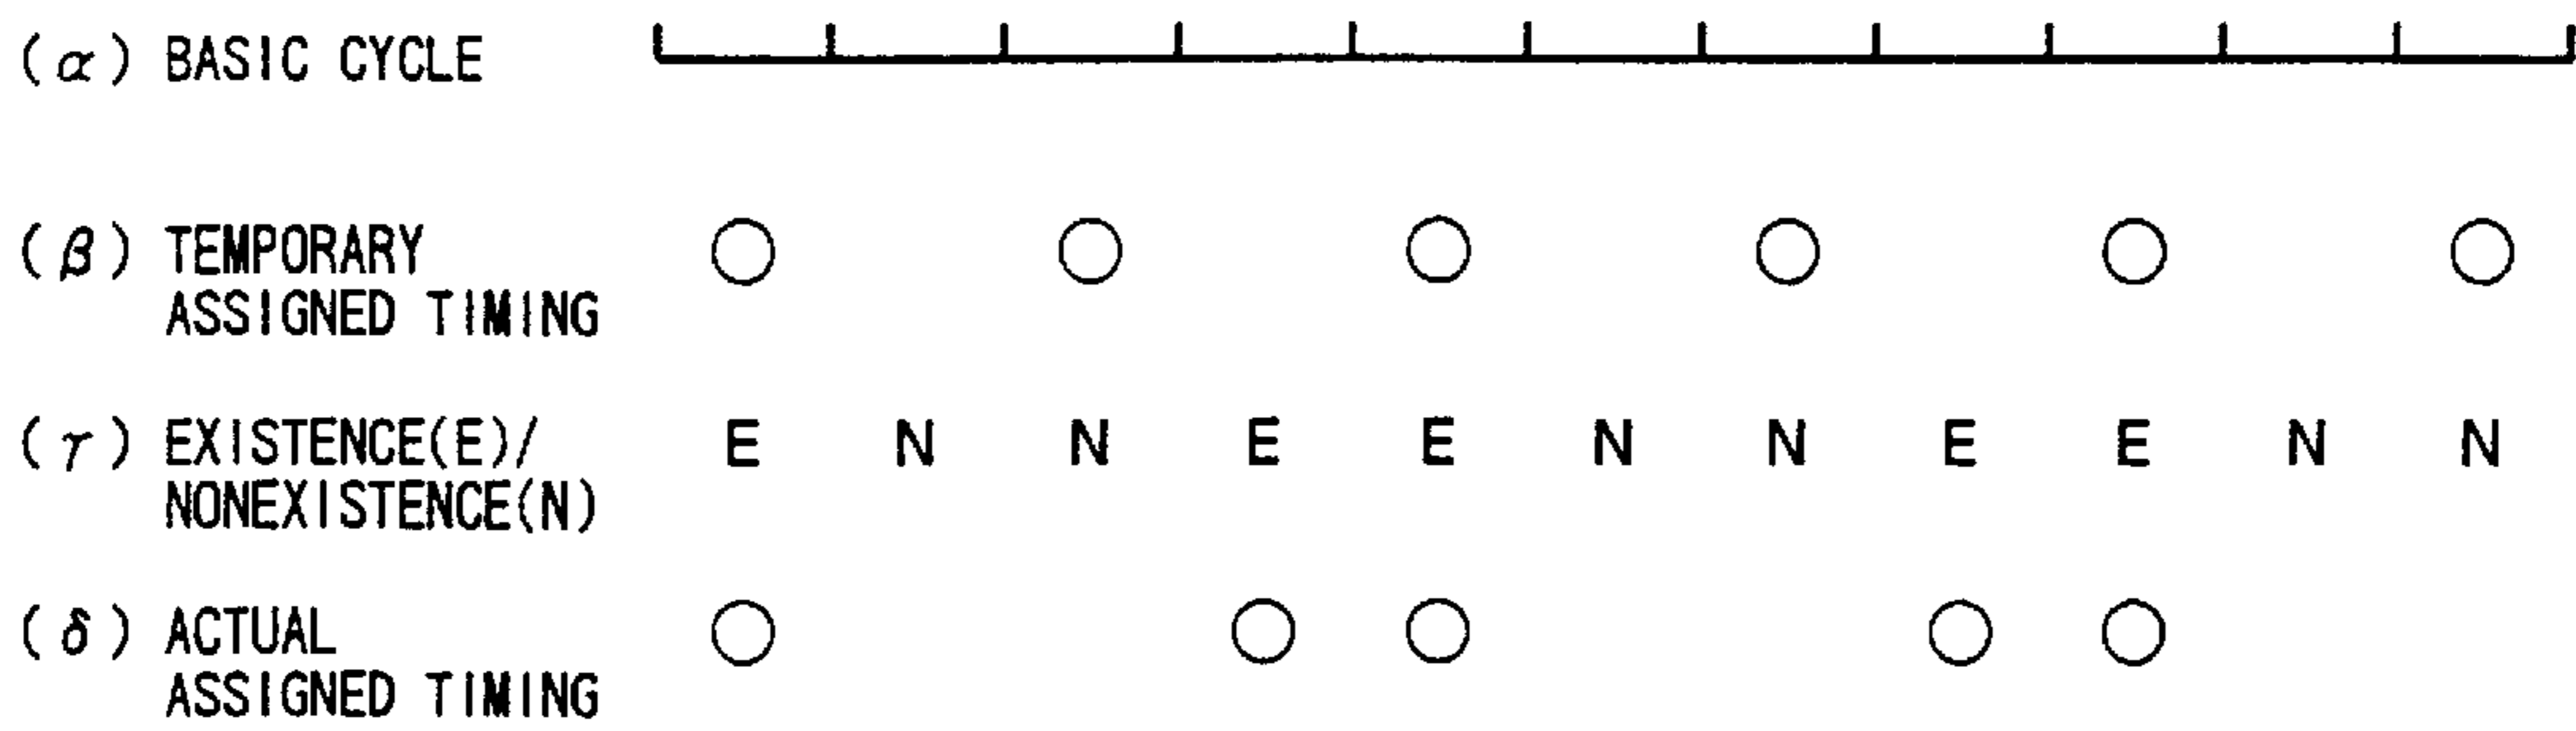 (α) BASIC CYCLE
(β) TEMPORARY
ASSIGNED TIMING
(γ) EXISTENCE(E)/ E N N E E N N E E N N
NONEXISTENCE(N)
(δ) ACTUAL
ASSIGNED TIMING